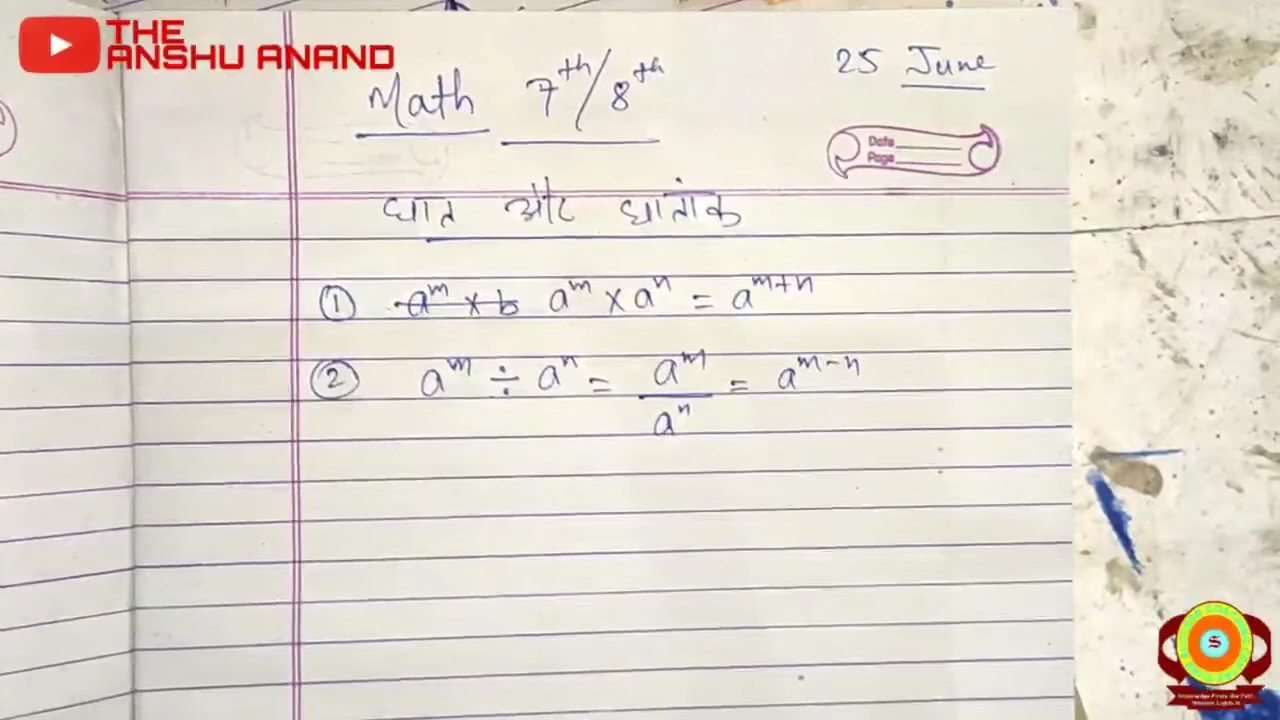 THE
ANSHU ANAND
Math 7th/8th
25 June
Date
Page
घात और घातांक
① a^m × b a^m × a^n = a^{m+n}
② a^m ÷ a^n = a^m / a^n = a^{m-n}
S